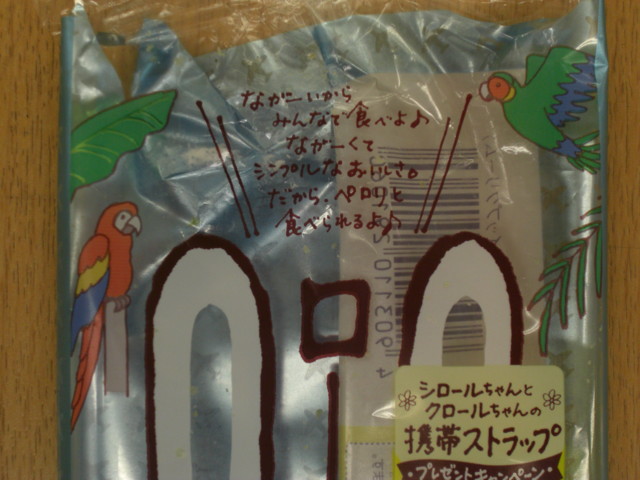 ながーいから
みんなで食べよ♪
ながーくて
シンプルなおいしさ。
だから、ペロリと
食べられるよ♪
ロ
シロールちゃんと
クロールちゃんの
携帯ストラップ
・プレゼントキャンペーン・